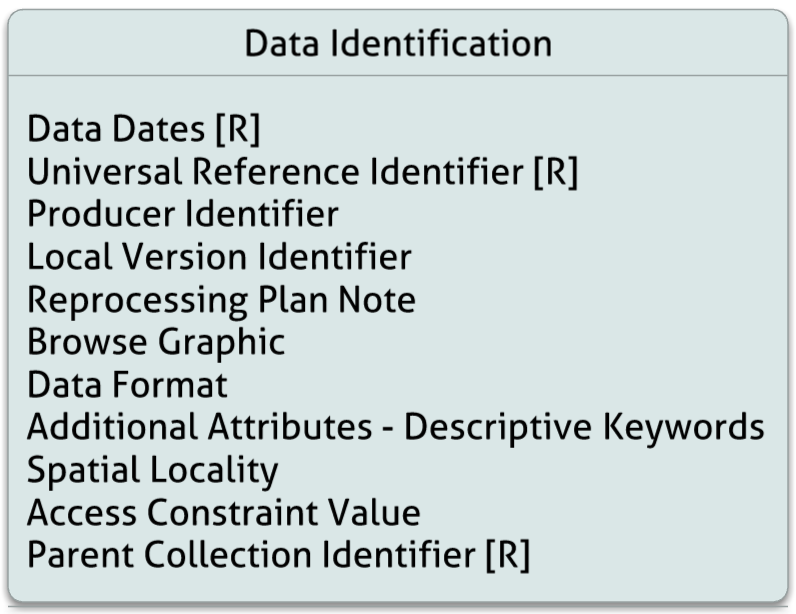 Data Identification
Data Dates [R]
Universal Reference Identifier [R]
Producer Identifier
Local Version Identifier
Reprocessing Plan Note
Browse Graphic
Data Format
Additional Attributes - Descriptive Keywords
Spatial Locality
Access Constraint Value
Parent Collection Identifier [R]